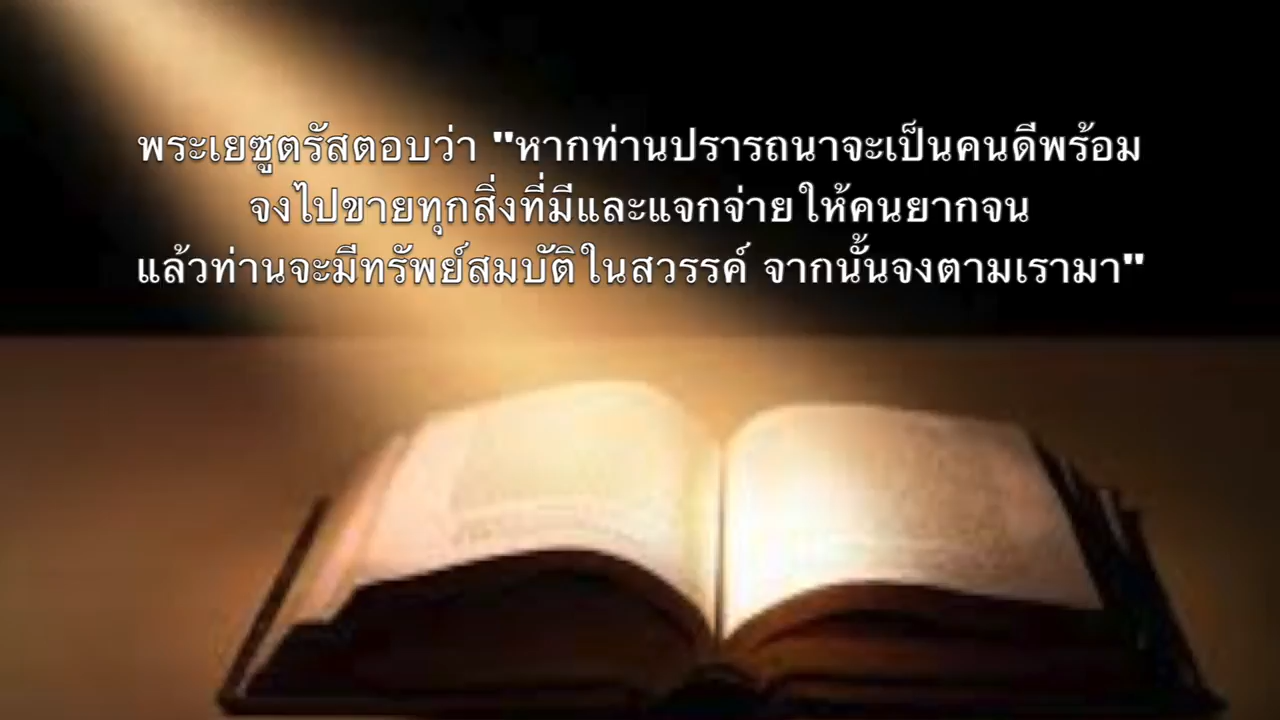 พระเยซูตรัสตอบว่า "หากท่านปรารถนาจะเป็นคนดีพร้อม
จงไปขายทุกสิ่งที่มีและแจกจ่ายให้คนยากจน
แล้วท่านจะมีทรัพย์สมบัติในสวรรค์ จากนั้นจงตามเรามา"